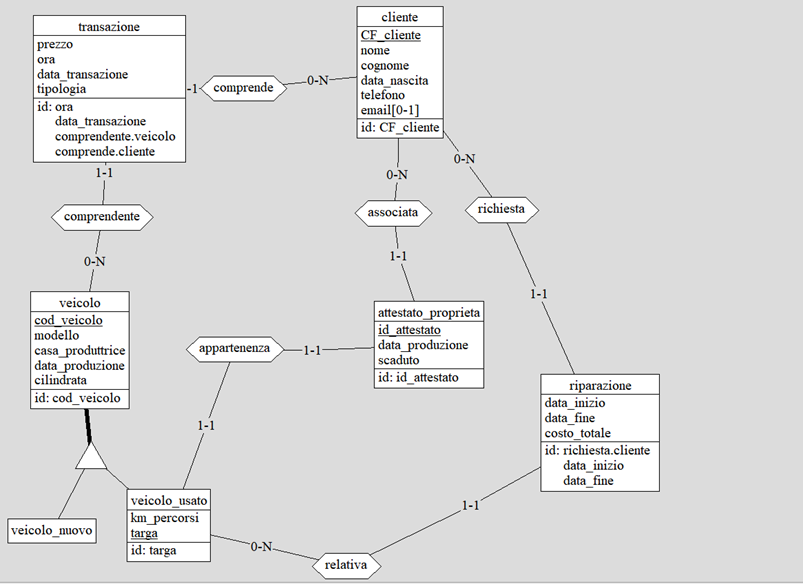 transazione
prezzo
ora
data_transazione
tipologia
id: ora
data_transazione
comprendente.veicolo
comprende.cliente
-1
comprende
0-N
cliente
CF_cliente
nome
cognome
data_nascita
telefono
email[0-1]
id: CF_cliente
1-1
0-N
0-N
comprendente
associata
richiesta
0-N
1-1
1-1
veicolo
cod_veicolo
modello
casa_produttrice
data_produzione
cilindrata
id: cod_veicolo
appartenenza
1-1
attestato_proprieta
id_attestato
data_produzione
scaduto
id: id_attestato
riparazione
data_inizio
data_fine
costo_totale
id: richiesta.cliente
data_inizio
data_fine
1-1
veicolo_nuovo
veicolo_usato
km_percorsi
targa
id: targa
0-N
relativa
1-1